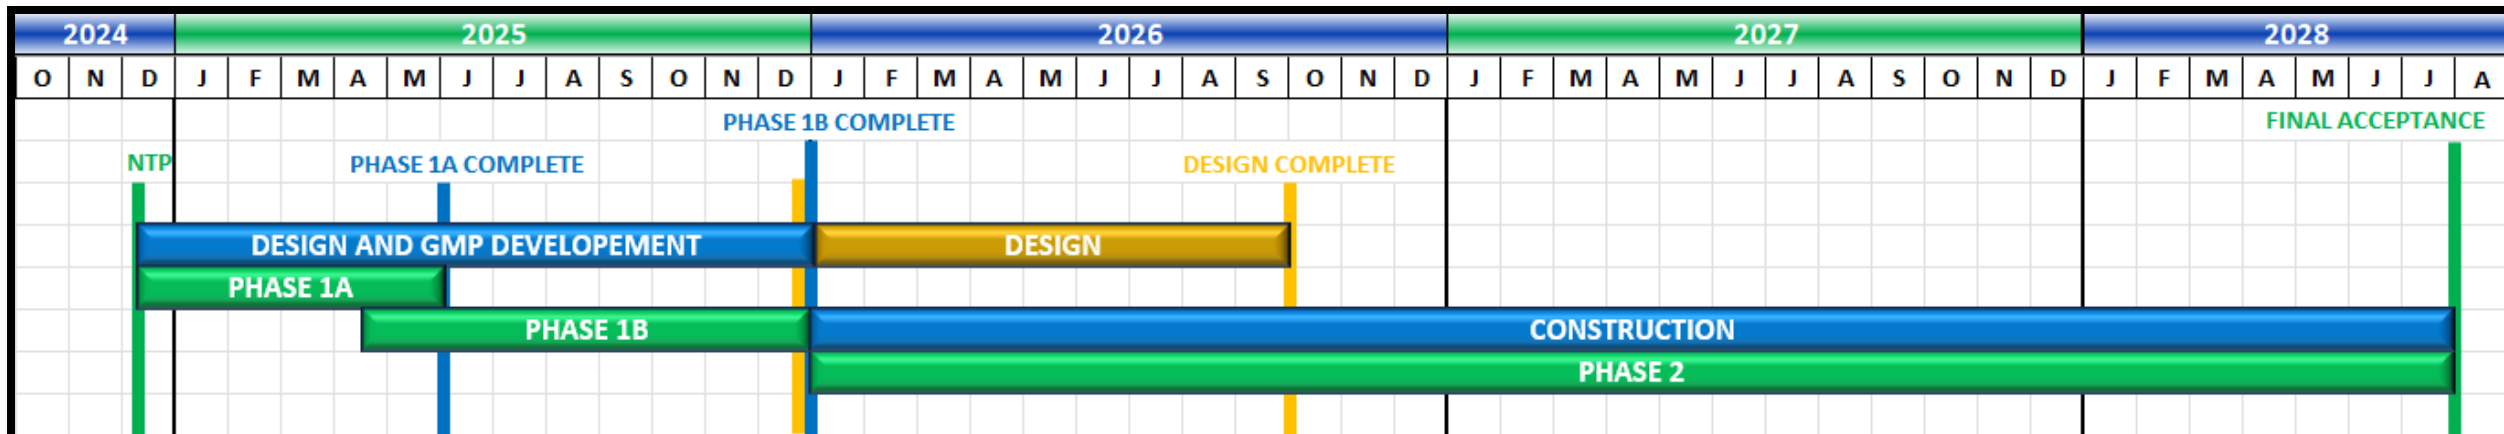 2024 2025 2026 2027 2028
O N D J F M A M J J A S O N D J F M A M J J A S O N D J F M A M J J A S O N D J F M A M J J A
PHASE 1B COMPLETE FINAL ACCEPTANCE
NTP PHASE 1A COMPLETE DESIGN COMPLETE
DESIGN AND GMP DEVELOPEMENT DESIGN
PHASE 1A
PHASE 1B CONSTRUCTION
PHASE 2